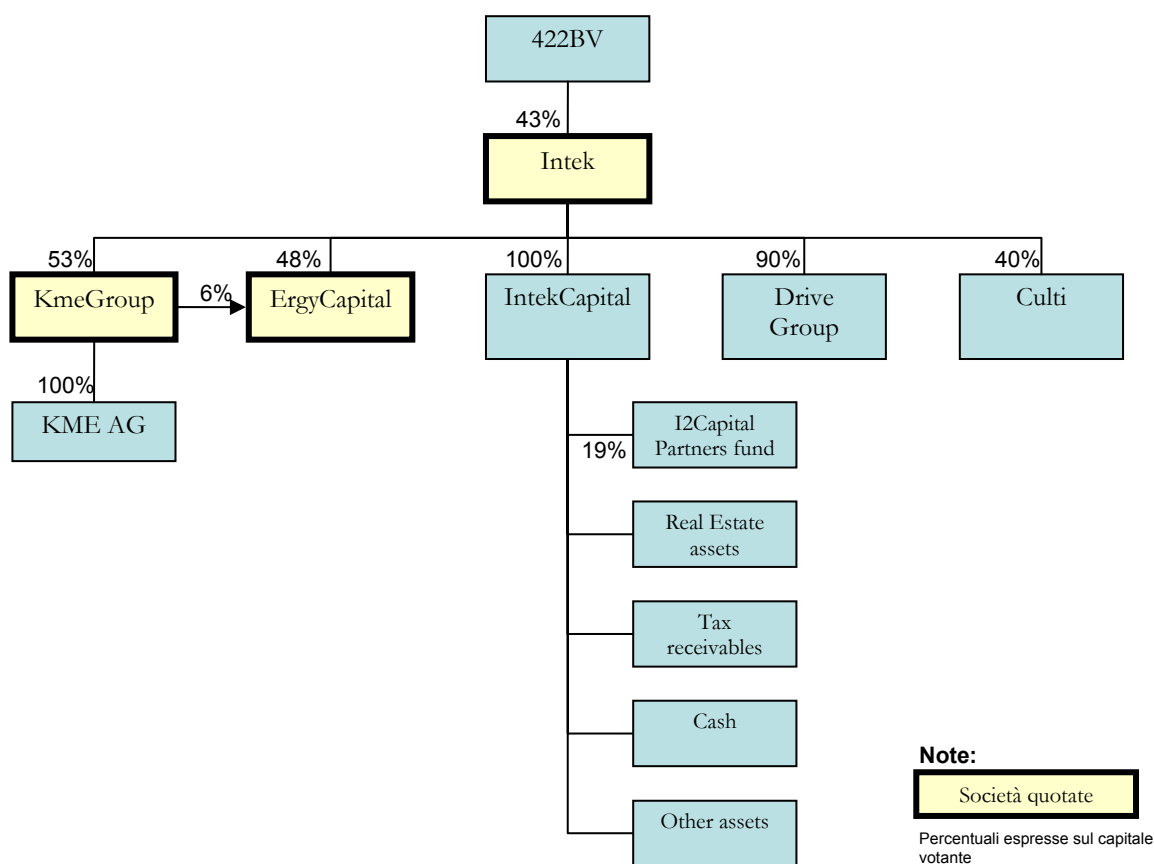 422BV
43%
Intek
53%
48%
100%
90%
40%
KmeGroup
6%
ErgyCapital
IntekCapital
Drive
Group
Culti
100%
KME AG
19%
I2Capital
Partners fund
Real Estate
assets
Tax
receivables
Cash
Other assets
Note:
Società quotate
Percentuali espresse sul capitale
votante